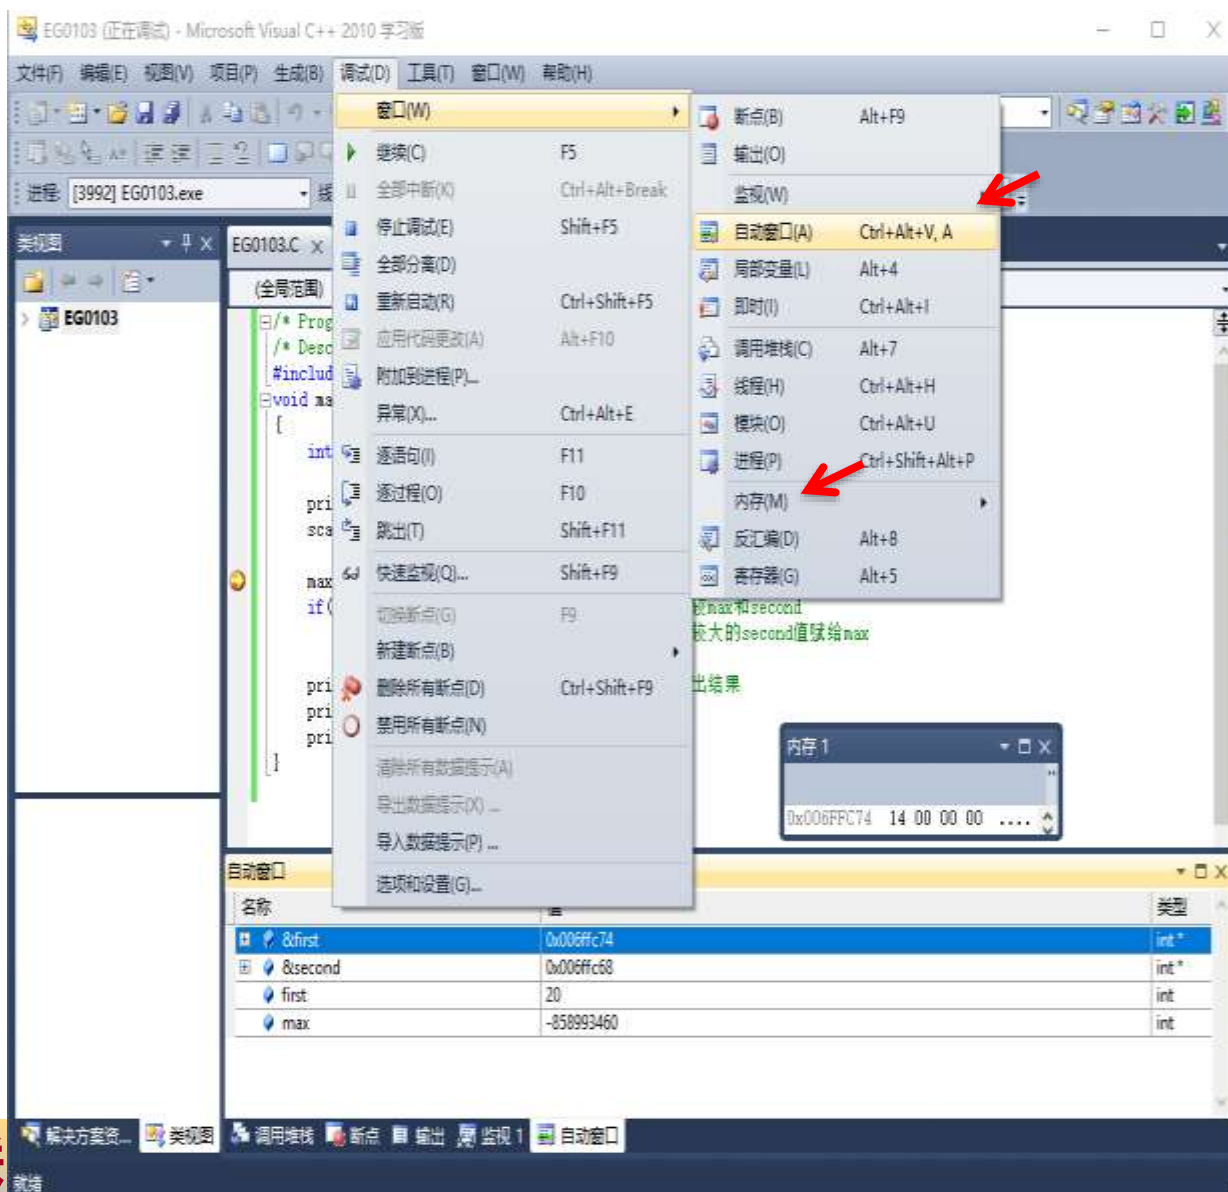 EG0103 (正在调试) - Microsoft Visual C++ 2010 学习版
文件(F) 编辑(E) 视图(V) 项目(P) 生成(B) 调试(D) 工具(T) 窗口(W) 帮助(H)
进程: [3992] EG0103.exe
类视图
EG0103
EG0103.C
(全局范围)
/* Prog
/* Desc
#includ
void ma
{
int
pri
sca
max
if(
pri
pri
pri
}
窗口(W)
继续(C) F5
全部中断(K) Ctrl+Alt+Break
停止调试(E) Shift+F5
全部分离(D)
重新启动(R) Ctrl+Shift+F5
应用代码更改(A) Alt+F10
附加到进程(P)...
异常(X)... Ctrl+Alt+E
逐语句(I) F11
逐过程(O) F10
跳出(T) Shift+F11
快速监视(Q)... Shift+F9
切换断点(G) F9
新建断点(B)
删除所有断点(D) Ctrl+Shift+F9
禁用所有断点(N)
清除所有数据提示(A)
导出数据提示(X) ...
导入数据提示(P) ...
选项和设置(G)...
断点(B) Alt+F9
输出(O)
监视(W)
自动窗口(A) Ctrl+Alt+V, A
局部变量(L) Alt+4
即时(I) Ctrl+Alt+I
调用堆栈(C) Alt+7
线程(H) Ctrl+Alt+H
模块(O) Ctrl+Alt+U
进程(P) Ctrl+Shift+Alt+P
内存(M)
反汇编(D) Alt+8
寄存器(G) Alt+5
较max和second
较大的second值赋给max
出结果
内存 1
0x006FFC74 14 00 00 00 ....
自动窗口
名称 值 类型
&first 0x006ffc74 int *
&second 0x006ffc68 int *
first 20 int
max -858993460 int
解决方案资... 类视图 调用堆栈 断点 输出 监视 1 自动窗口
就绪